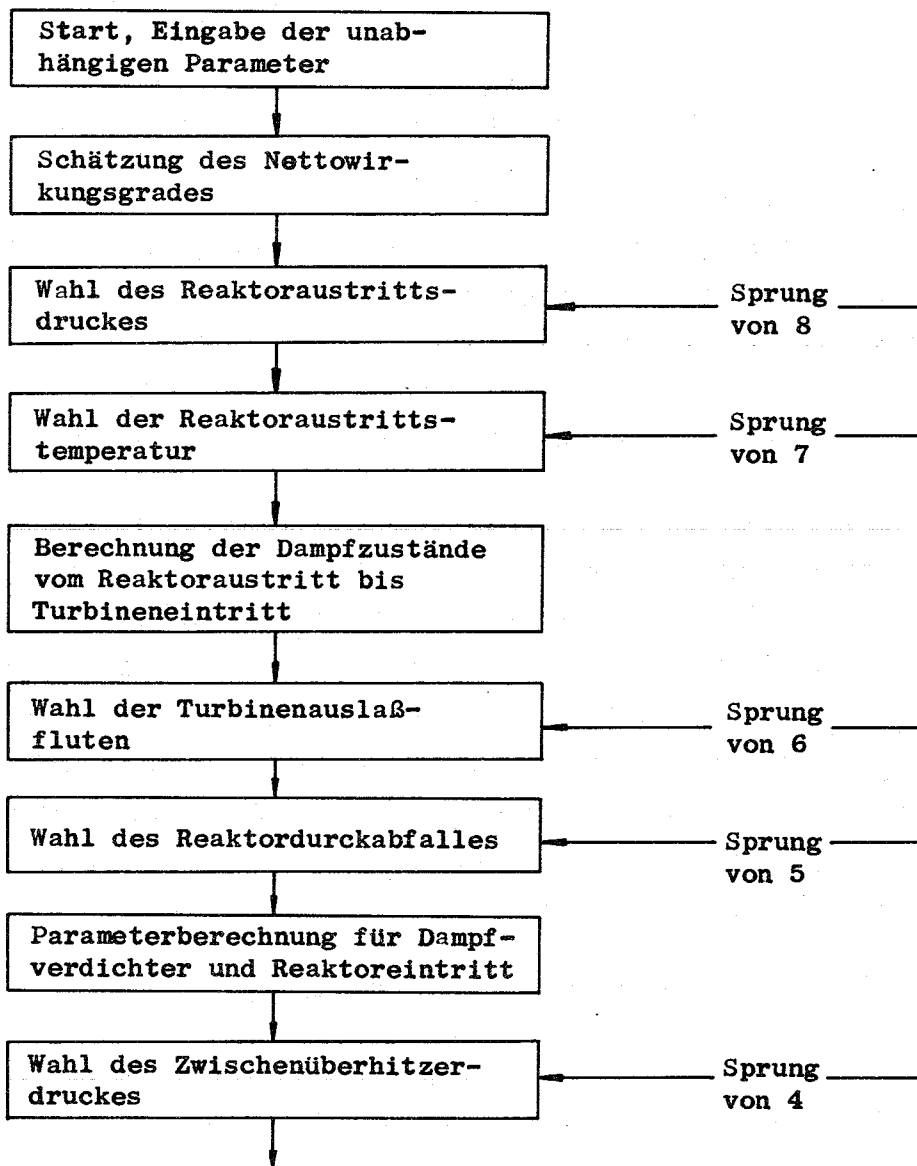 Start, Eingabe der unab-
hängigen Parameter
Schätzung des Nettowir-
kungsgrades
Wahl des Reaktoraustritts-
druckes
Sprung
von 8
Wahl der Reaktoraustritts-
temperatur
Sprung
von 7
Berechnung der Dampfzustände
vom Reaktoraustritt bis
Turbineneintritt
Wahl der Turbinenauslaß-
fluten
Sprung
von 6
Wahl des Reaktordurckabfalles
Sprung
von 5
Parameterberechnung für Dampf-
verdichter und Reaktoreintritt
Wahl des Zwischenüberhitzer-
druckes
Sprung
von 4